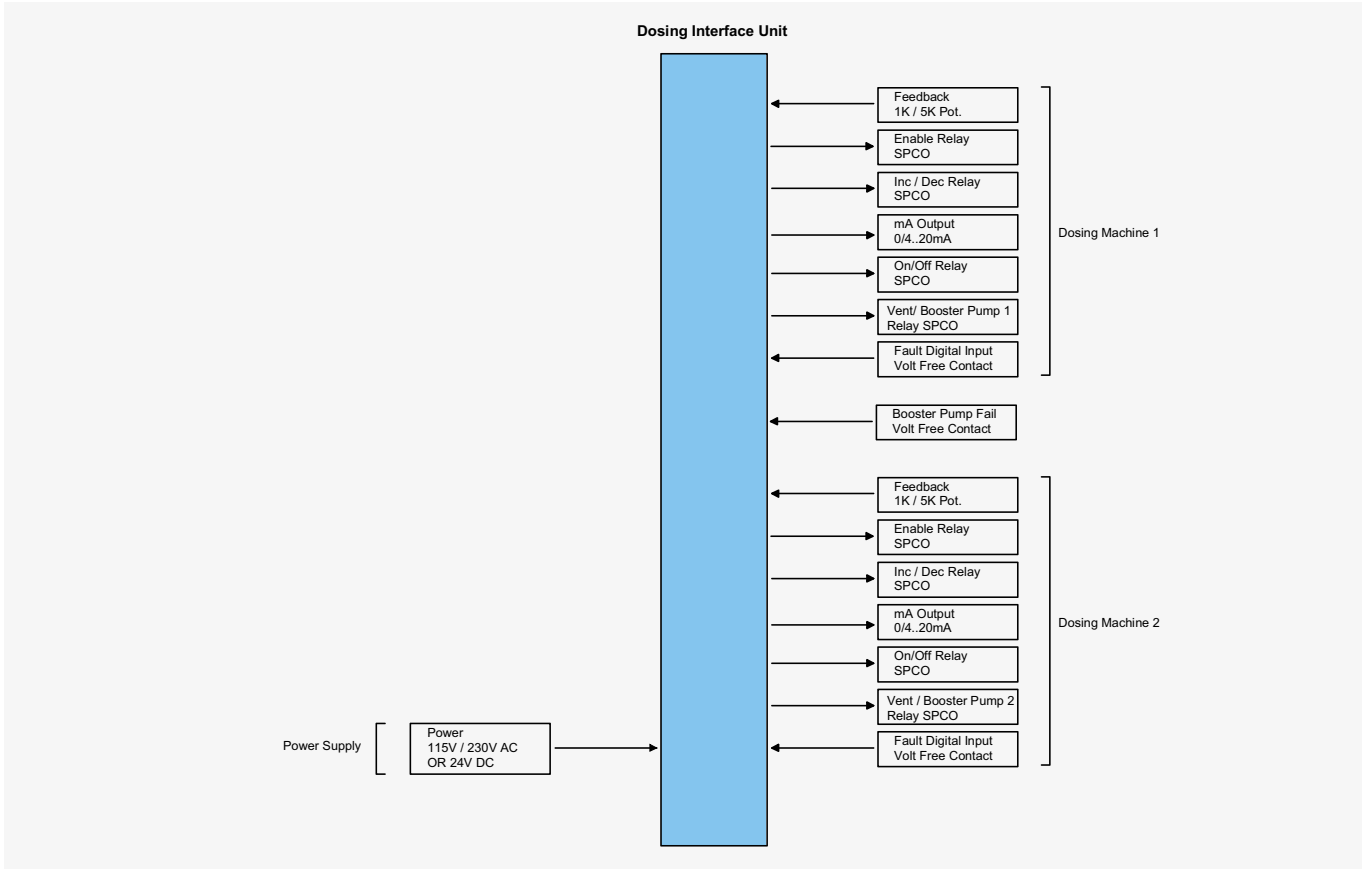 Dosing Interface Unit
Feedback
1K / 5K Pot.
Enable Relay
SPCO
Inc / Dec Relay
SPCO
mA Output
0/4..20mA
On/Off Relay
SPCO
Vent/ Booster Pump 1
Relay SPCO
Fault Digital Input
Volt Free Contact
Dosing Machine 1
Booster Pump Fail
Volt Free Contact
Feedback
1K / 5K Pot.
Enable Relay
SPCO
Inc / Dec Relay
SPCO
mA Output
0/4..20mA
On/Off Relay
SPCO
Vent / Booster Pump 2
Relay SPCO
Fault Digital Input
Volt Free Contact
Dosing Machine 2
Power Supply
Power
115V / 230V AC
OR 24V DC